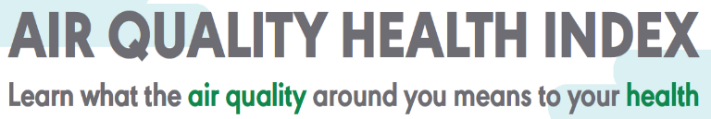 AIR QUALITY HEALTH INDEX
Learn what the air quality around you means to your health